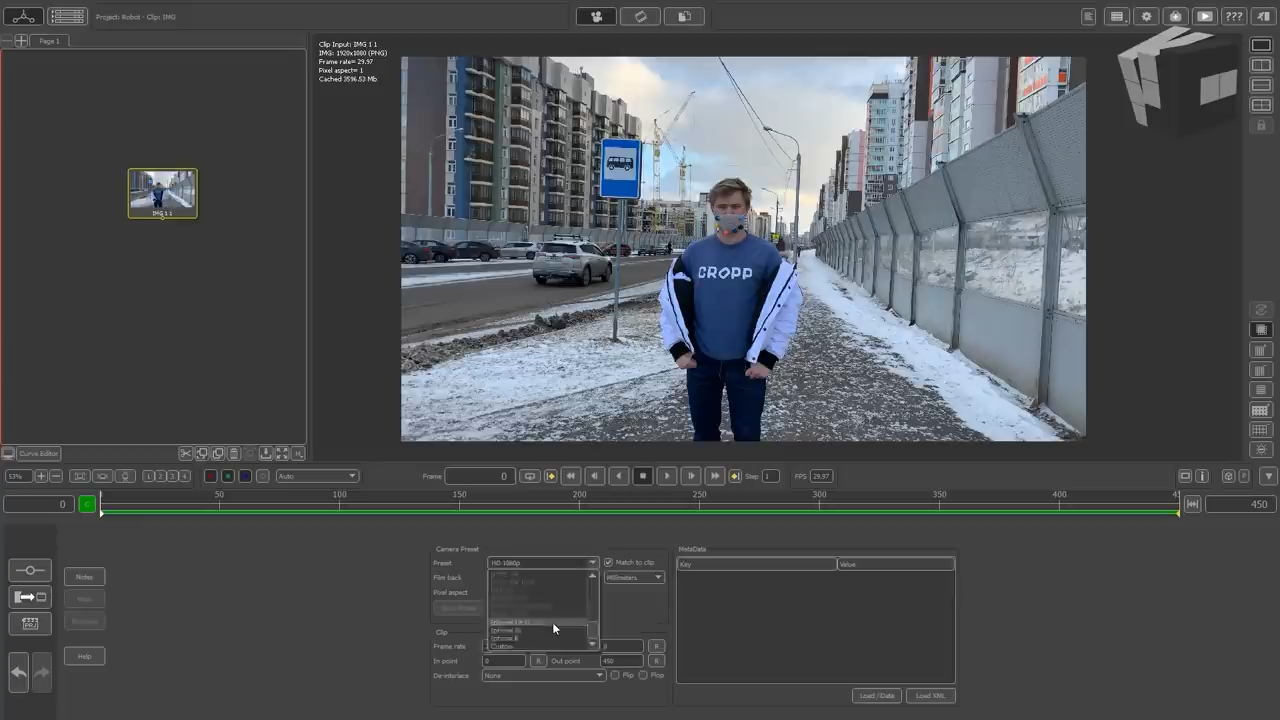 Project: Robot - Clip: IMG
???
Page 1
Clip Input: IMG 1 1
IMG: 1920x1080 (PNG)
Frame rate= 29.97
Pixel aspect= 1
Cached 3596.63 Mb
CROPP
IMG 1 1
Curve Editor
53%
1 2 3 4
Auto
Frame 0
Step 1
FPS 29.97
0
C
50
100
150
200
250
300
350
400
450
Camera Preset
Preset HD 1080p
Match to clip
Film back
Millimeters
Pixel aspect
Clip
Frame rate
R
In point 0 R
Out point 450 R
De-interlace None
Flip
Flop
Custom
MetaData
Key
Value
Load /iData
Load XML
Notes
Help
PRJ